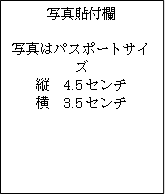 写真貼付欄
写真はパスポートサイ
ズ
縦　4.5センチ
横　3.5センチ